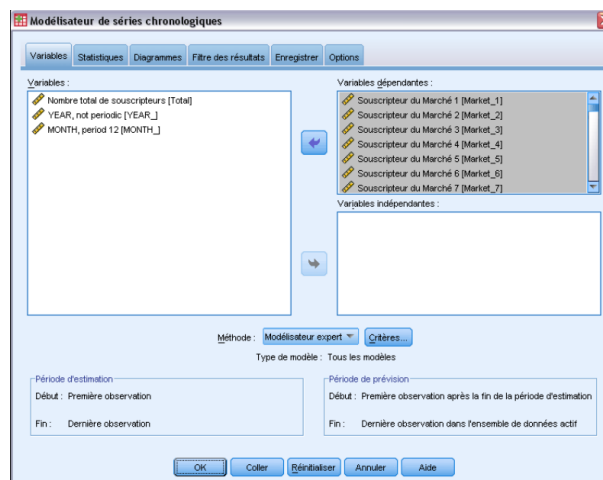 Modélisateur de séries chronologiques
Variables Statistiques Diagrammes Filtre des résultats Enregistrer Options
Variables :
Nombre total de souscripteurs [Total]
YEAR, not periodic [YEAR_]
MONTH, period 12 [MONTH_]
Variables dépendantes :
Souscripteur du Marché 1 [Market_1]
Souscripteur du Marché 2 [Market_2]
Souscripteur du Marché 3 [Market_3]
Souscripteur du Marché 4 [Market_4]
Souscripteur du Marché 5 [Market_5]
Souscripteur du Marché 6 [Market_6]
Souscripteur du Marché 7 [Market_7]
Variables indépendantes :
Méthode : Modélisateur expert Critères...
Type de modèle : Tous les modèles
Période d'estimation
Début : Première observation
Fin : Dernière observation
Période de prévision
Début : Première observation après la fin de la période d'estimation
Fin : Dernière observation dans l'ensemble de données actif
OK Coller Réinitialiser Annuler Aide